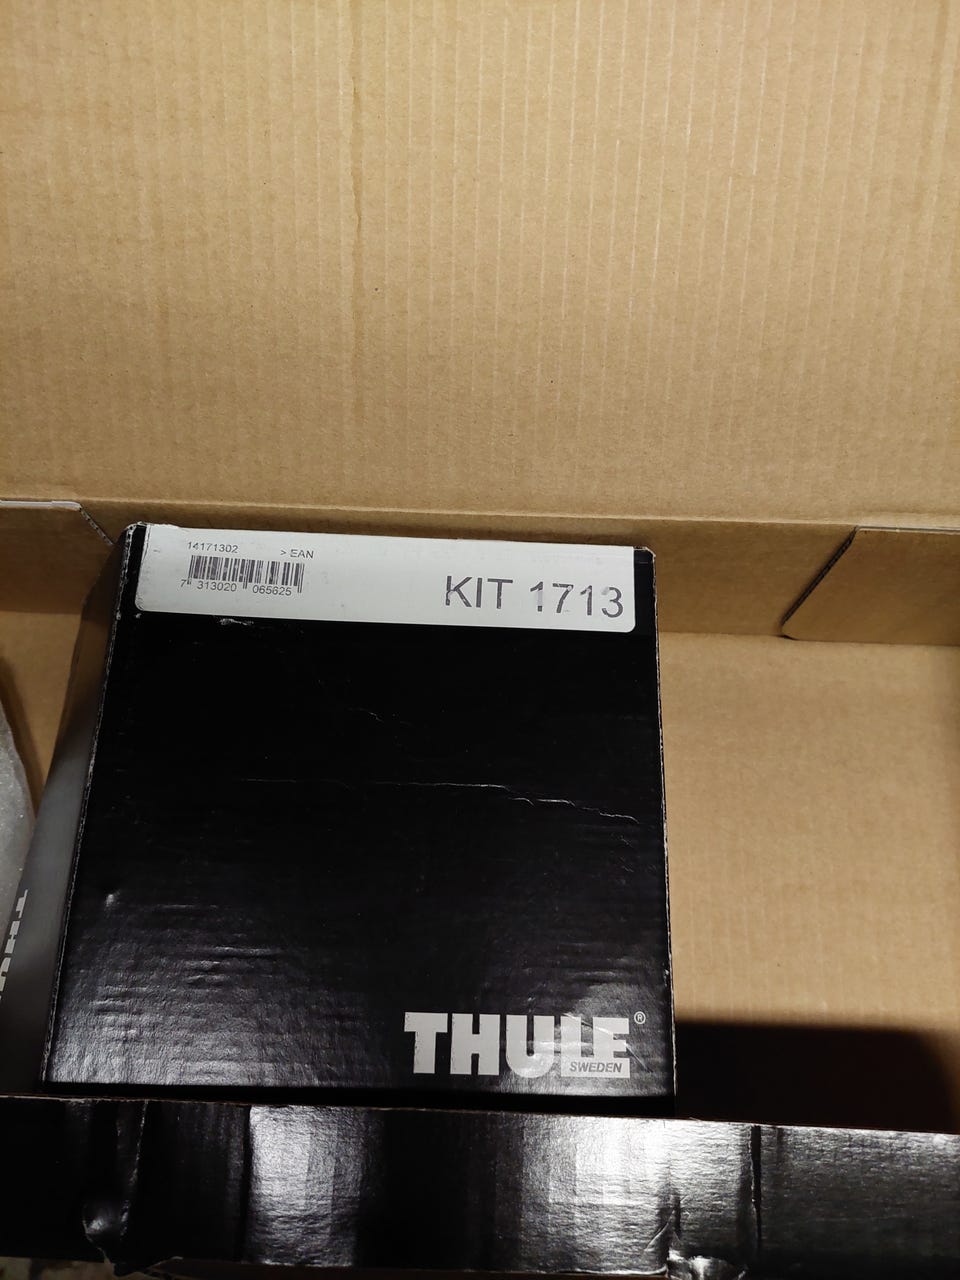 14171302 > EAN
7 313020 065625
KIT 1713
THULE®
SWEDEN